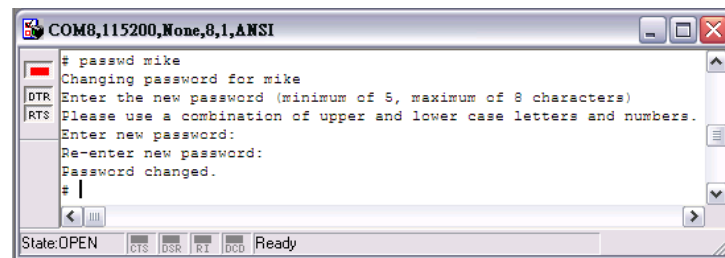 COM8,115200,None,8,1,ANSI
# passwd mike
Changing password for mike
DTR
Enter the new password (minimum of 5, maximum of 8 characters)
RTS
Please use a combination of upper and lower case letters and numbers.
Enter new password:
Re-enter new password:
Password changed.
#
State:OPEN CTS DSR RI DCD Ready